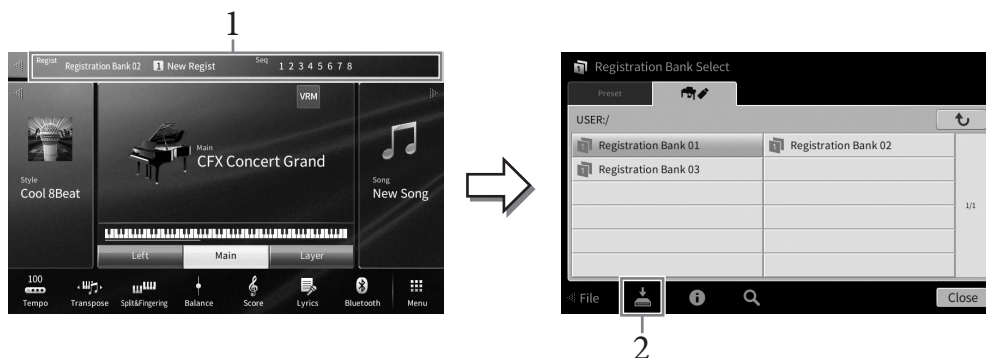 1
Regist Registration Bank 02 1 New Regist Seq 1 2 3 4 5 6 7 8
VRM
Main
CFX Concert Grand
Style
Cool 8Beat
Song
New Song
Left Main Layer
100
Tempo Transpose Split&Fingering Balance Score Lyrics Bluetooth Menu
Registration Bank Select
Preset
USER:/
1 Registration Bank 01 1 Registration Bank 02
1 Registration Bank 03
1/1
File Close
2